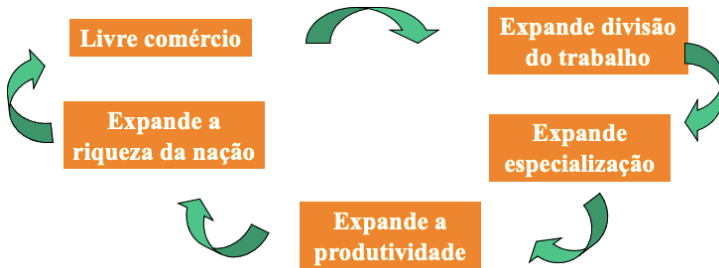 Livre comércio
Expande divisão
do trabalho
Expande
especialização
Expande a
produtividade
Expande a
riqueza da nação